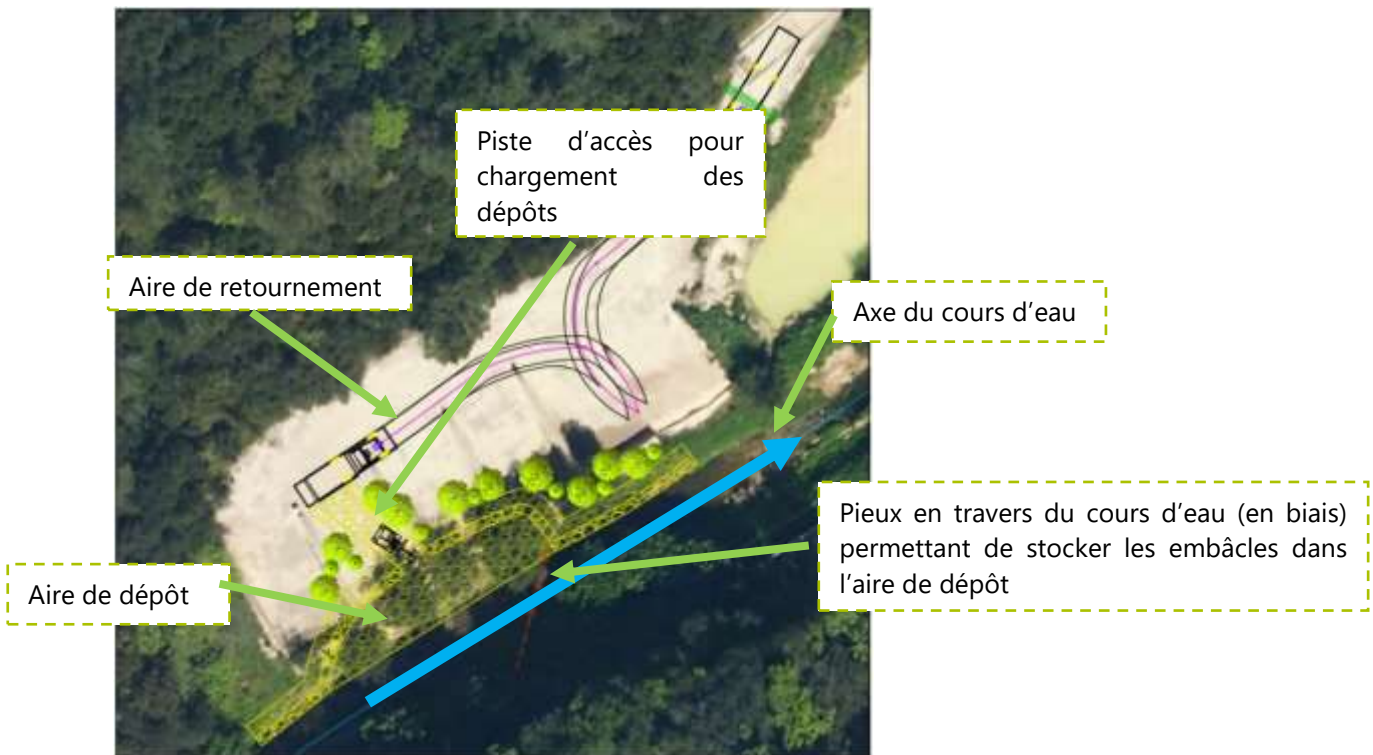 Piste d'accès pour
chargement des
dépôts
Aire de retournement
Axe du cours d'eau
Pieux en travers du cours d'eau (en biais)
permettant de stocker les embâcles dans
l'aire de dépôt
Aire de dépôt